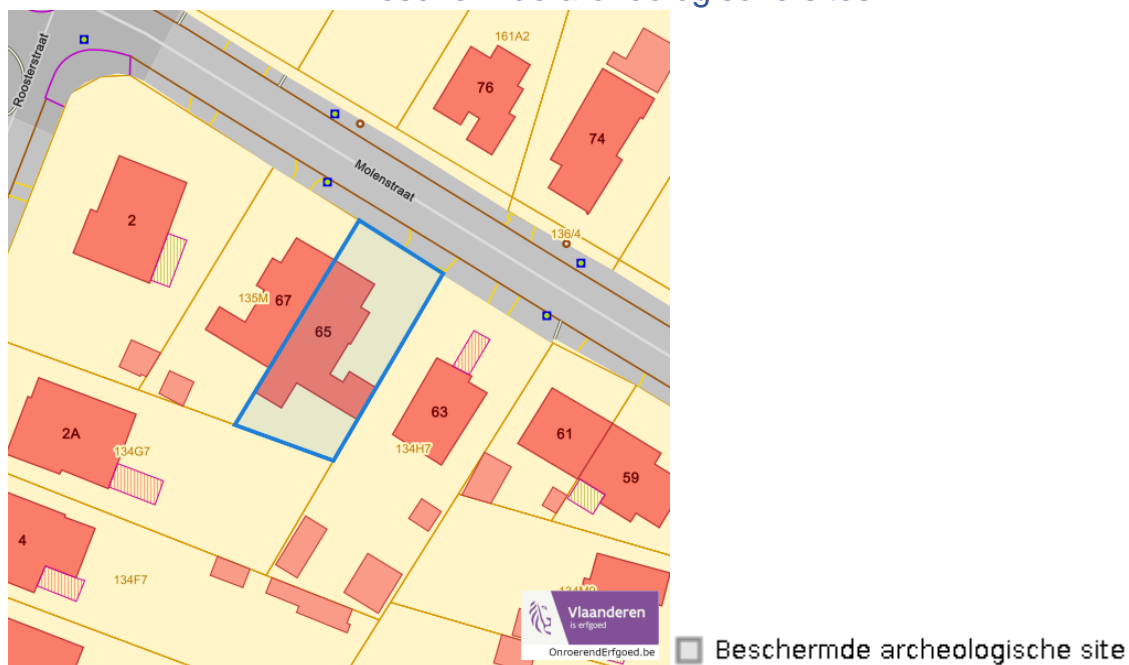 Roosterstraat
161A2
76
74
Molenstraat
2
136/4
135M
67
65
63
61
2A
134G7
134H7
59
4
134F7
Vlaanderen
is erfgoed
OnroerendErfgoed.be
Beschermde archeologische site